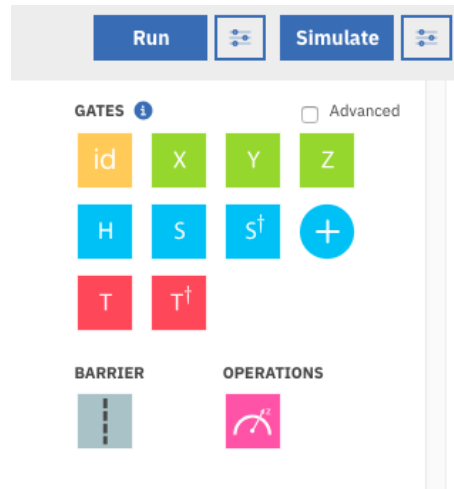 Run Simulate
GATES i Advanced
id X Y Z
H S S† +
T T†
BARRIER OPERATIONS
z